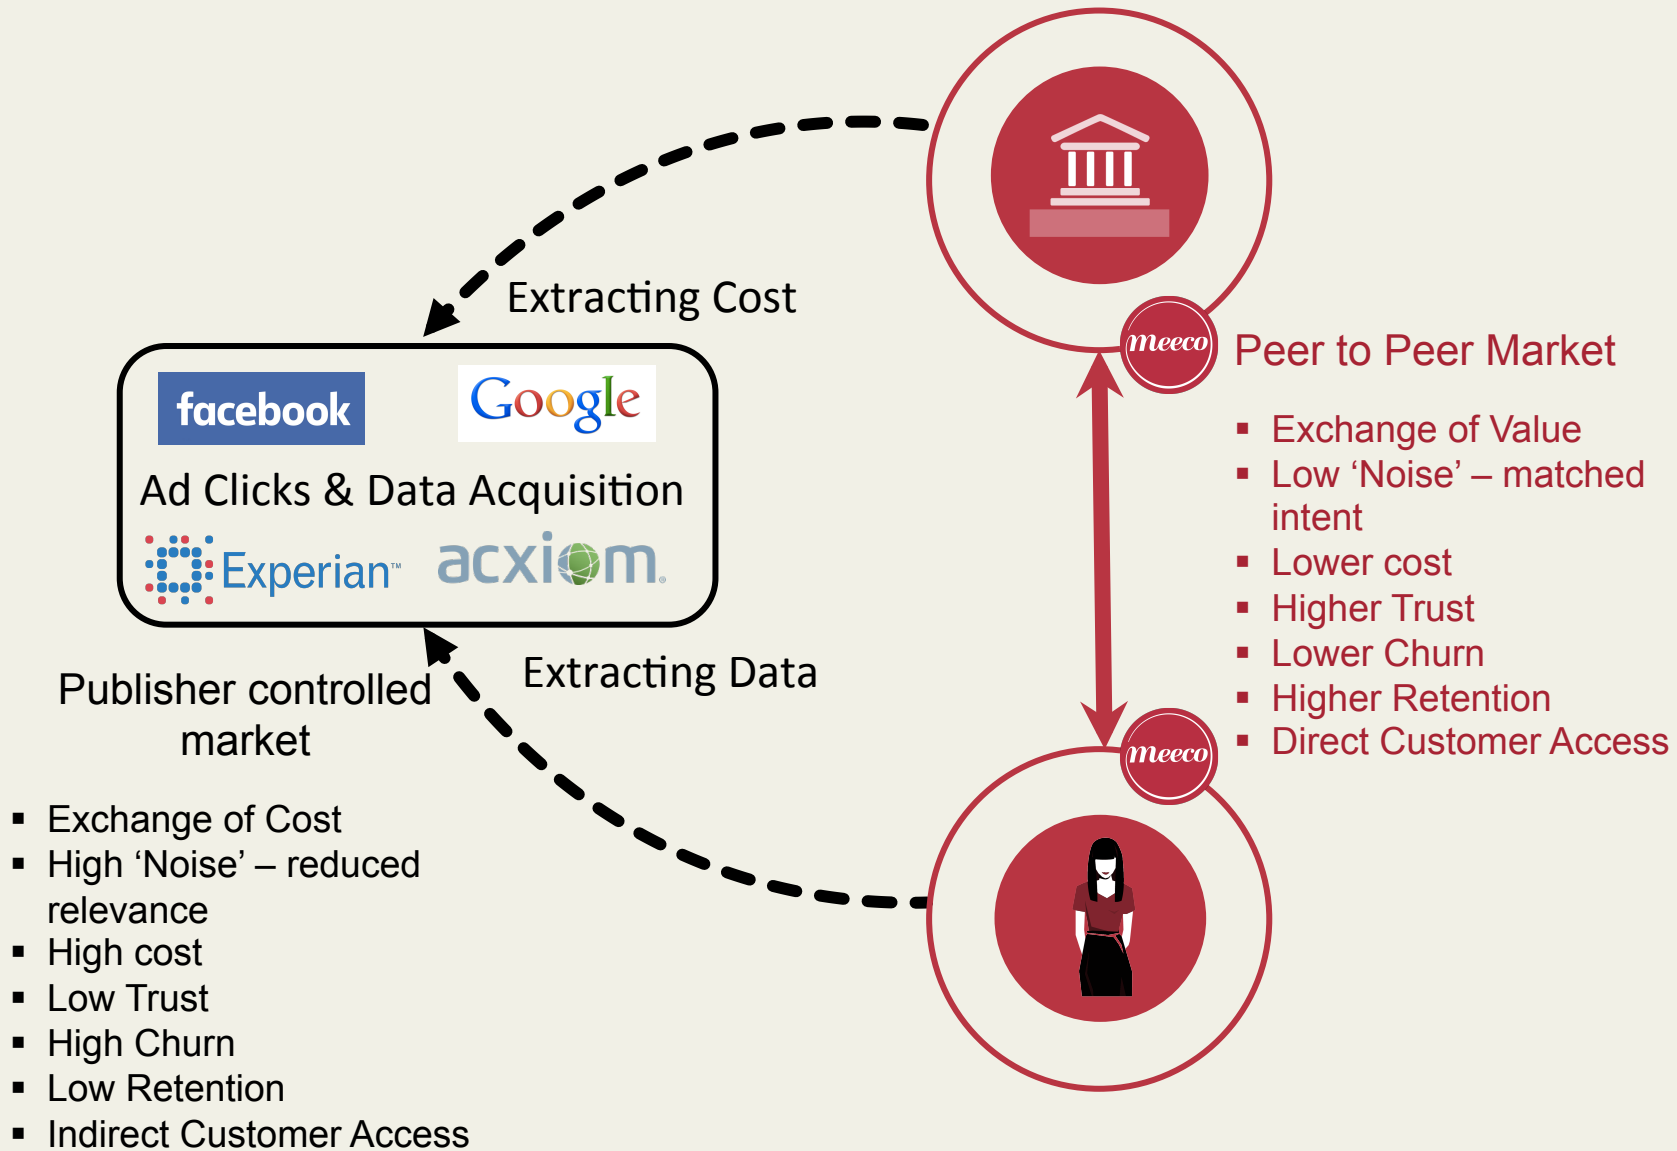 Extracting Cost
facebook
Google
Ad Clicks & Data Acquisition
Experian™
acxiom®
Extracting Data
Publisher controlled
market
▪ Exchange of Cost
▪ High ‘Noise’ – reduced
relevance
▪ High cost
▪ Low Trust
▪ High Churn
▪ Low Retention
▪ Indirect Customer Access
meeco
Peer to Peer Market
▪ Exchange of Value
▪ Low ‘Noise’ – matched
intent
▪ Lower cost
▪ Higher Trust
▪ Lower Churn
▪ Higher Retention
▪ Direct Customer Access
meeco